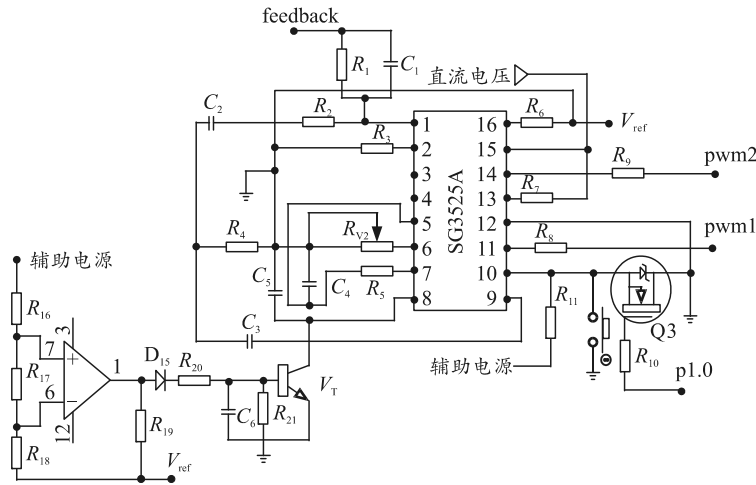 feedback
R1
C1
直流电压
C2
R2
R6
Vref
1
16
R3
2
15
R9
pwm2
3
14
SG3525A
4
13
R7
5
12
R4
RV2
6
11
R8
pwm1
辅助电源
C5
C4
R5
7
10
R11
8
9
R16
3
C3
Q3
7
+
1
D15
R20
辅助电源
R10
p1.0
R17
6
−
VT
12
R19
C6
R21
R18
Vref